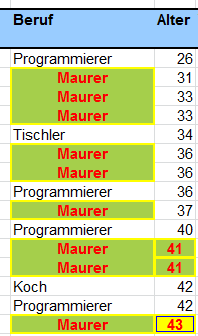 Beruf Alter
Programmierer 26
Maurer 31
Maurer 33
Maurer 33
Tischler 34
Maurer 36
Maurer 36
Programmierer 36
Maurer 37
Programmierer 40
Maurer 41
Maurer 41
Koch 42
Programmierer 42
Maurer 43